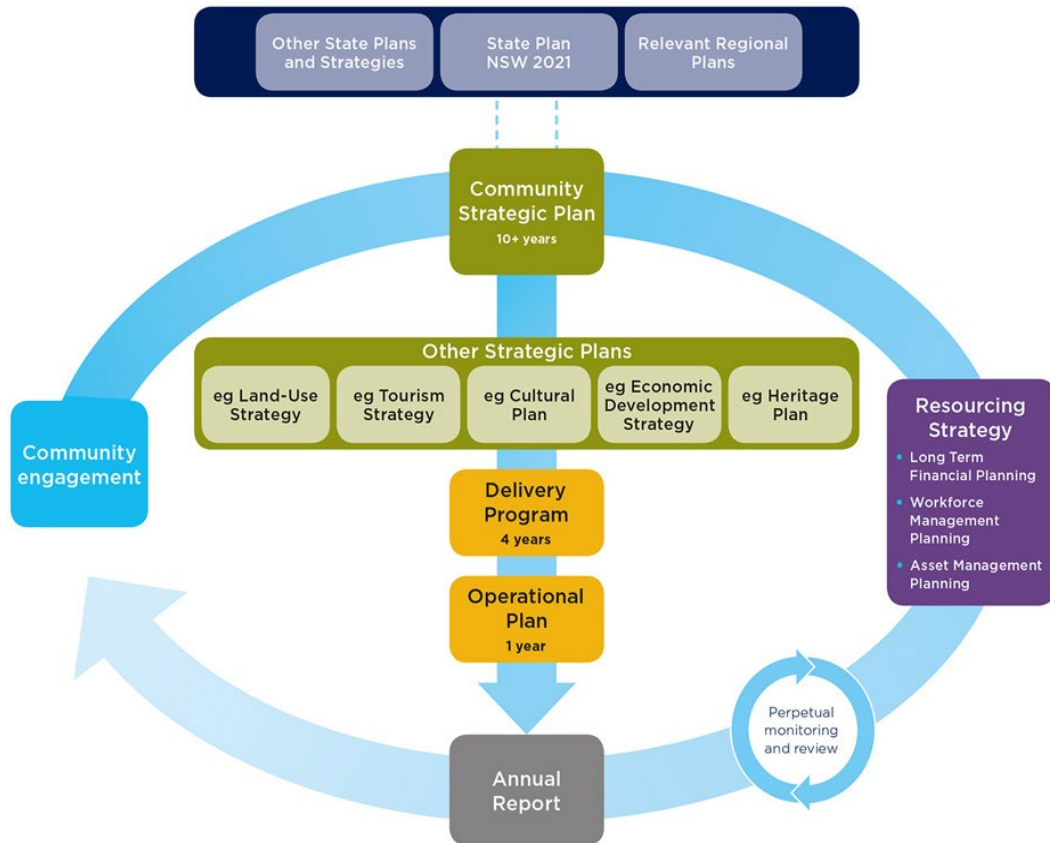 Other State Plans
and Strategies
State Plan
NSW 2021
Relevant Regional
Plans
Community
Strategic Plan
10+ years
Other Strategic Plans
eg Land-Use
Strategy
eg Tourism
Strategy
eg Cultural
Plan
eg Economic
Development
Strategy
eg Heritage
Plan
Community
engagement
Resourcing
Strategy
• Long Term
Financial Planning
• Workforce
Management
Planning
• Asset Management
Planning
Delivery
Program
4 years
Operational
Plan
1 year
Perpetual
monitoring
and review
Annual
Report